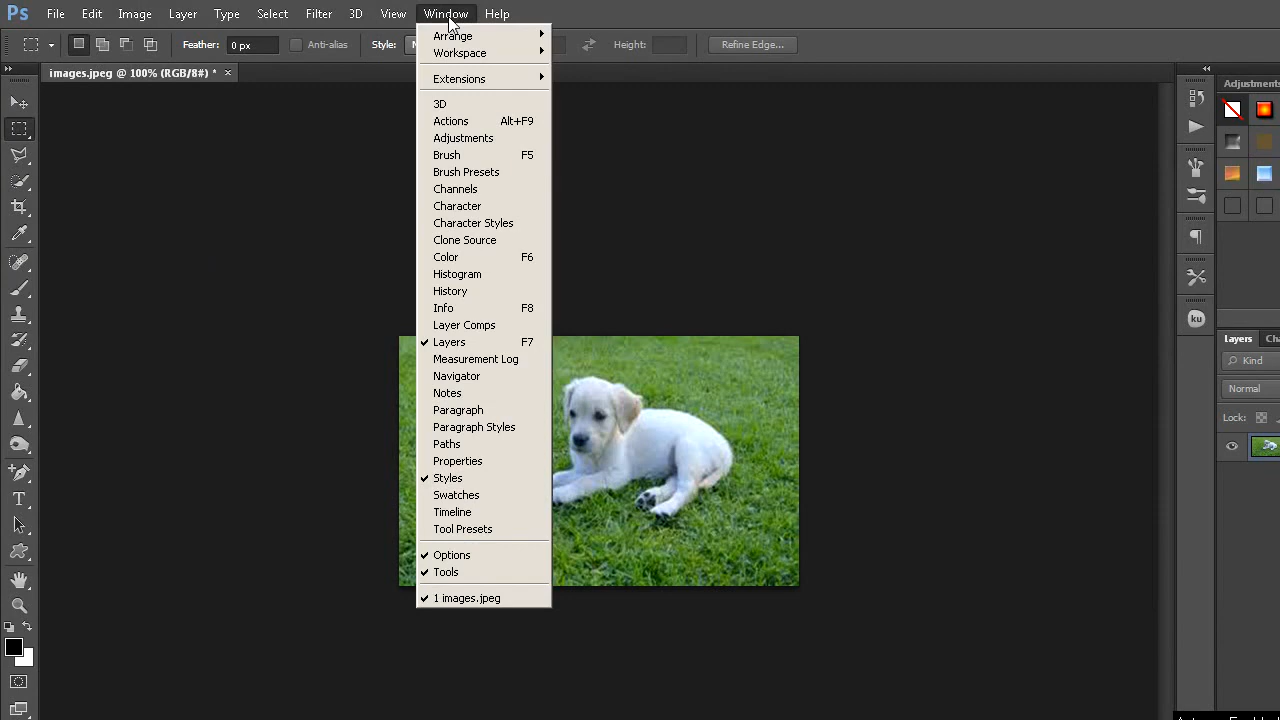 Ps File Edit Image Layer Type Select Filter 3D View Window Help
Feather: 0 px Anti-alias Style: Height: Refine Edge...
images.jpeg @ 100% (RGB/8#) * ×
Arrange
Workspace
Extensions
3D
Actions Alt+F9
Adjustments
Brush F5
Brush Presets
Channels
Character
Character Styles
Clone Source
Color F6
Histogram
History
Info F8
Layer Comps
Layers F7
Measurement Log
Navigator
Notes
Paragraph
Paragraph Styles
Paths
Properties
Styles
Swatches
Timeline
Tool Presets
Options
Tools
1 images.jpeg
Adjustments
ku
Layers
Kind
Normal
Lock: